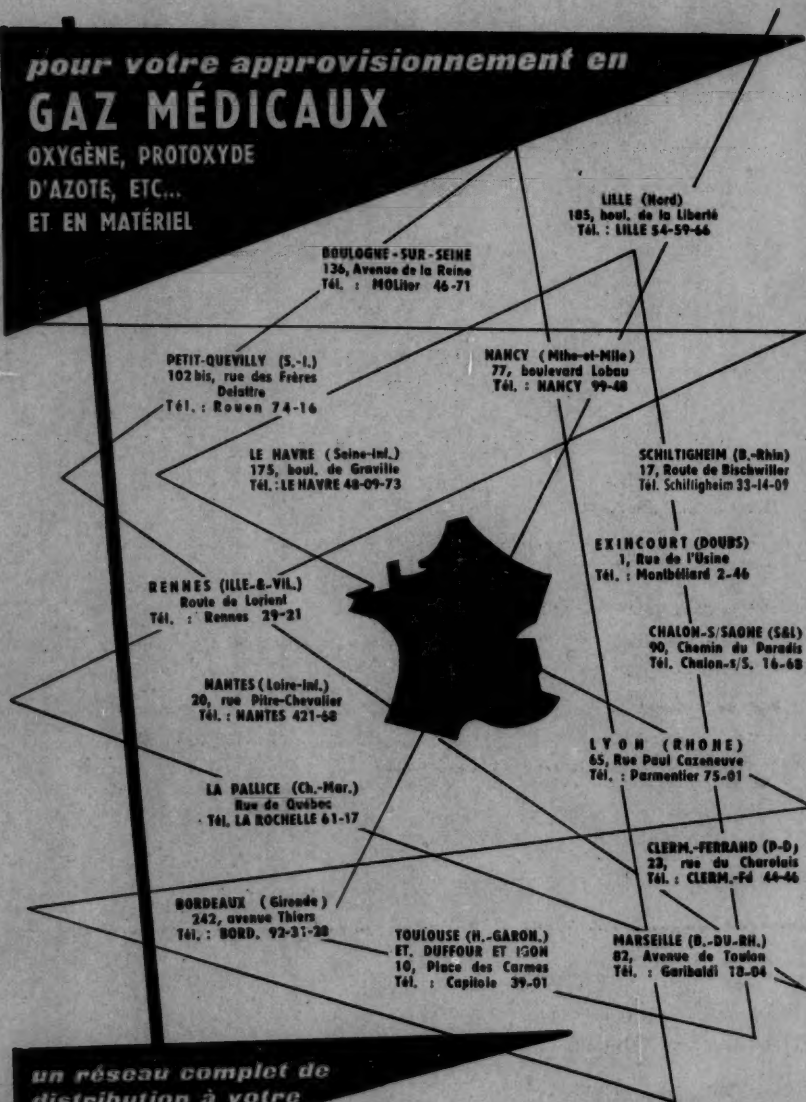 pour votre approvisionnement en
GAZ MÉDICAUX
OXYGÈNE, PROTOXYDE
D'AZOTE, ETC...
ET EN MATÉRIEL
LILLE (Nord)
185, boul. de la Liberté
Tél. : LILLE 54-59-66
BOULOGNE-SUR-SEINE
136, Avenue de la Reine
Tél. : MOLitor 46-71
PETIT-QUEVILLY (S.-I.)
102 bis, rue des Frères
Delattre
Tél. : Rouen 74-16
NANCY (Mthe-et-Mlle)
77, boulevard Lobau
Tél. : NANCY 99-48
LE HAVRE (Seine-Inf.)
175, boul. de Graville
Tél. : LE HAVRE 48-09-73
SCHILTIGHEIM (B.-Rhin)
17, Route de Bischwiller
Tél. Schiltigheim 33-14-09
EXINCOURT (DOUBS)
1, Rue de l'Usine
Tél. : Montbéliard 2-46
RENNES (ILLE-&-VIL.)
Route de Lorient
Tél. : Rennes 29-21
CHALON-S/SAONE (S&L)
90, Chemin du Paradis
Tél. Chalon-s/S. 16-68
NANTES (Loire-Inf.)
20, rue Pitre-Chevalier
Tél. : NANTES 421-68
LYON (RHONE)
65, Rue Paul Cazeneuve
Tél. : Parmentier 75-01
LA PALLICE (Ch.-Mar.)
Rue de Québec
Tél. LA ROCHELLE 61-17
CLERM.-FERRAND (P-D)
23, rue du Charolais
Tél. : CLERM.-Fd 44-46
BORDEAUX (Gironde)
242, avenue Thiers
Tél. : BORD. 92-31-28
TOULOUSE (H.-GARON.)
ET. DUFFOUR ET IGON
10, Place des Carmes
Tél. : Capitole 39-01
MARSEILLE (B.-DU-RH.)
82, Avenue de Toulon
Tél. : Garibaldi 18-04
un réseau complet de
distribution à votre